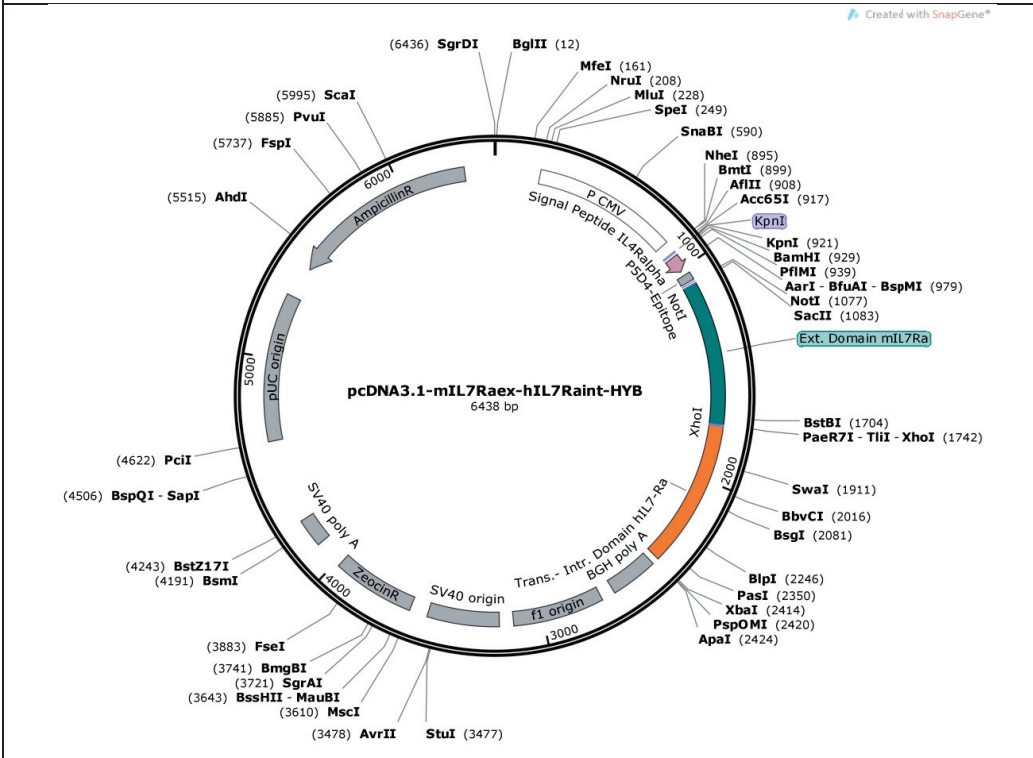 Created with SnapGene®
(6436) SgrDI
BglII (12)
MfeI (161)
NruI (208)
MluI (228)
SpeI (249)
SnaBI (590)
NheI (895)
BmtI (899)
AflII (908)
Acc65I (917)
KpnI
KpnI (921)
BamHI (929)
PflMI (939)
AarI - BfuAI - BspMI (979)
NotI (1077)
SacII (1083)
Ext. Domain mIL7Ra
BstBI (1704)
PaeR7I - TliI - XhoI (1742)
SwaI (1911)
BbvCI (2016)
BsgI (2081)
BlpI (2246)
PasI (2350)
XbaI (2414)
PspOMI (2420)
ApaI (2424)
StuI (3477)
(3478) AvrII
(3610) MscI
(3643) BssHII - MauBI
(3721) SgrAI
(3741) BmgBI
(3883) FseI
(4191) BsmI
(4243) BstZ17I
(4506) BspQI - SapI
(4622) PciI
(5515) AhdI
(5737) FspI
(5885) PvuI
(5995) ScaI
1000
2000
3000
4000
5000
6000
P CMV
Signal Peptide IL4Ralpha
P5D4-Epitope
NotI
XhoI
Trans.- Intr. Domain hIL7-Ra
BGH poly A
f1 origin
SV40 origin
ZeocinR
SV40 poly A
pUC origin
AmpicillinR
pcDNA3.1-mIL7Raex-hIL7Raint-HYB
6438 bp